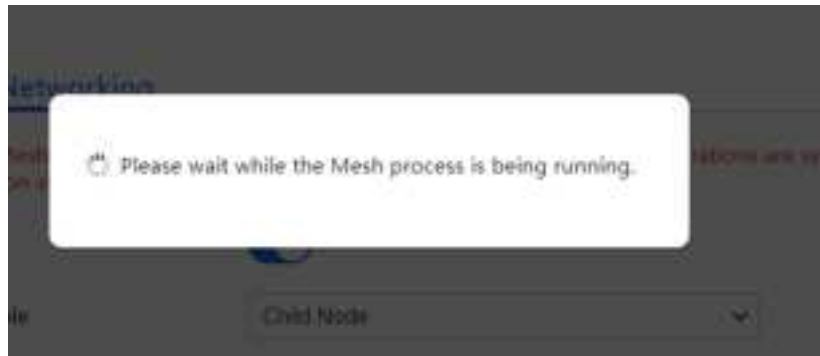 Networking
Please wait while the Mesh process is being running.
Child Node